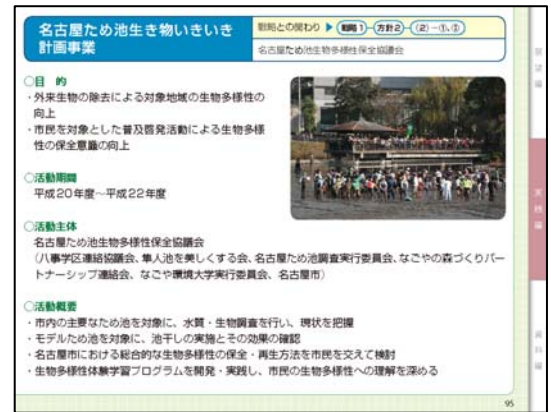 名古屋ため池生き物いきいき
計画事業
戦略との関わり ▶ 戦略1 方針2 (2)-①、③
名古屋ため池生物多様性保全協議会
○目 的
・外来生物の除去による対象地域の生物多様性の
向上
・市民を対象とした普及啓発活動による生物多様
性の保全意識の向上
○活動期間
平成20年度~平成22年度
○活動主体
名古屋ため池生物多様性保全協議会
(八事学区連絡協議会、隼人池を美しくする会、名古屋ため池調査実行委員会、なごやの森づくりパー
トナーシップ連絡会、なごや環境大学実行委員会、名古屋市)
○活動概要
・市内の主要なため池を対象に、水質・生物調査を行い、現状を把握
・モデルため池を対象に、池干しの実施とその効果の確認
・名古屋市における総合的な生物多様性の保全・再生方法を市民を交えて検討
・生物多様性体験学習プログラムを開発・実践し、市民の生物多様性への理解を深める
展望編
実践編
資料編
95